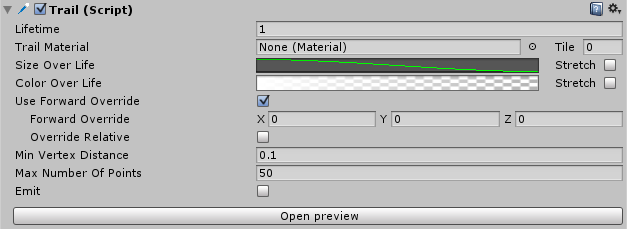 Trail (Script)
Lifetime 1
Trail Material None (Material) Tile 0
Size Over Life Stretch
Color Over Life Stretch
Use Forward Override
Forward Override X 0 Y 0 Z 0
Override Relative
Min Vertex Distance 0.1
Max Number Of Points 50
Emit
Open preview